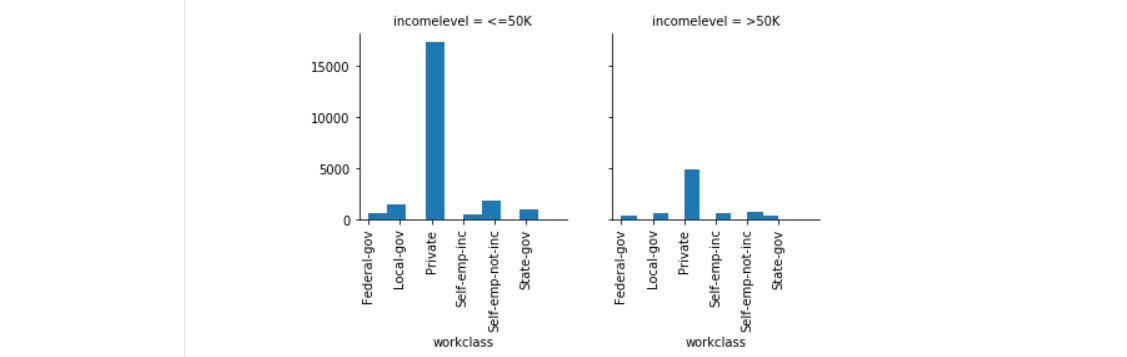 incomelevel = <=50K
incomelevel = >50K
15000
10000
5000
0
Federal-gov
Local-gov
Private
Self-emp-inc
Self-emp-not-inc
State-gov
workclass
Federal-gov
Local-gov
Private
Self-emp-inc
Self-emp-not-inc
State-gov
workclass